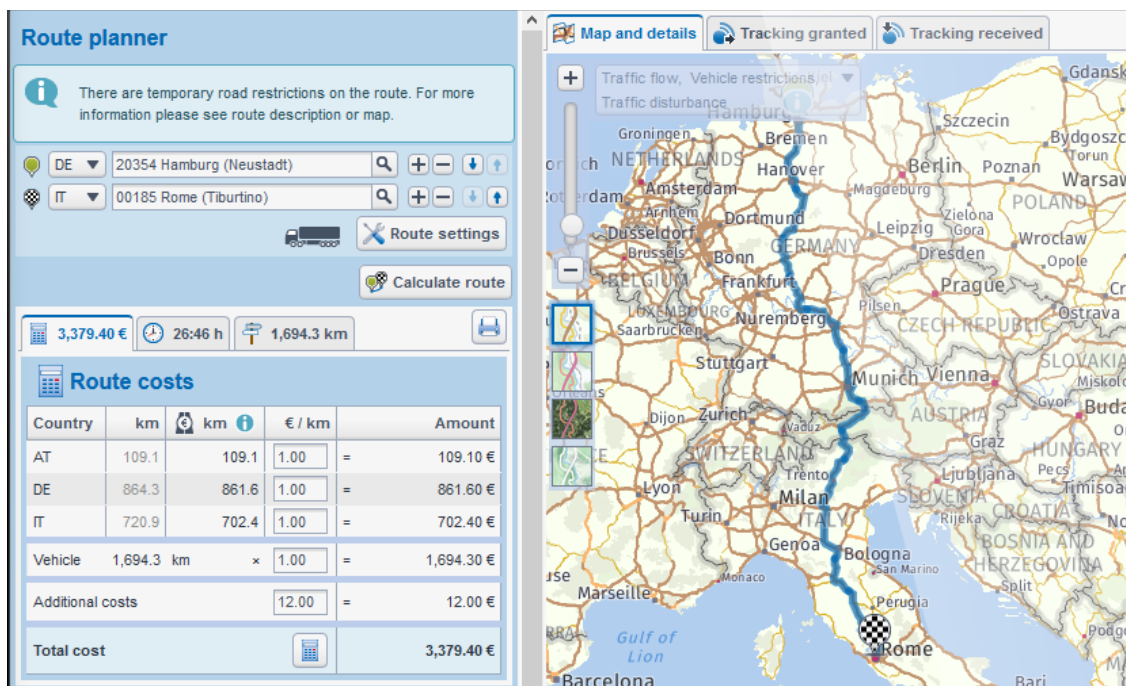 Route planner
There are temporary road restrictions on the route. For more
information please see route description or map.
DE 20354 Hamburg (Neustadt)
IT 00185 Rome (Tiburtino)
Route settings
Calculate route
3,379.40 € 26:46 h 1,694.3 km
Route costs
Country km km € / km Amount
AT 109.1 109.1 1.00 = 109.10 €
DE 864.3 861.6 1.00 = 861.60 €
IT 720.9 702.4 1.00 = 702.40 €
Vehicle 1,694.3 km × 1.00 = 1,694.30 €
Additional costs 12.00 = 12.00 €
Total cost 3,379.40 €
Map and details Tracking granted Tracking received
Traffic flow, Vehicle restrictions
Traffic disturbance
Gdansk
Hamburg
Szczecin
Groningen
Bremen
Bydgoszc
Torun
NETHERLANDS
Hanover
Berlin
Poznan
Warsaw
Amsterdam
Magdeburg
POLAND
Arnhem
Dortmund
Zielona
Gora
Dusseldorf
Leipzig
Wroclaw
Brussels
Bonn
GERMANY
Dresden
Opole
BELGIUM
Frankfurt
Prague
LUXEMBOURG
Nuremberg
Pilsen
Ostrava
Saarbrucken
CZECH REPUBLIC
Stuttgart
SLOVAKIA
Munich
Vienna
Miskolc
Orleans
Dijon
Zurich
Vaduz
AUSTRIA
Gyor
Buda
SWITZERLAND
Graz
HUNGARY
Trento
Ljubljana
Pecs
Lyon
Milan
SLOVENIA
Timisoa
Turin
ITALY
Rijeka
CROATIA
Genoa
Bologna
BOSNIA AND
HERZEGOVINA
San Marino
Monaco
Split
Marseille
Perugia
Gulf of
Lion
Rome
Podgo
Barcelona
Bari